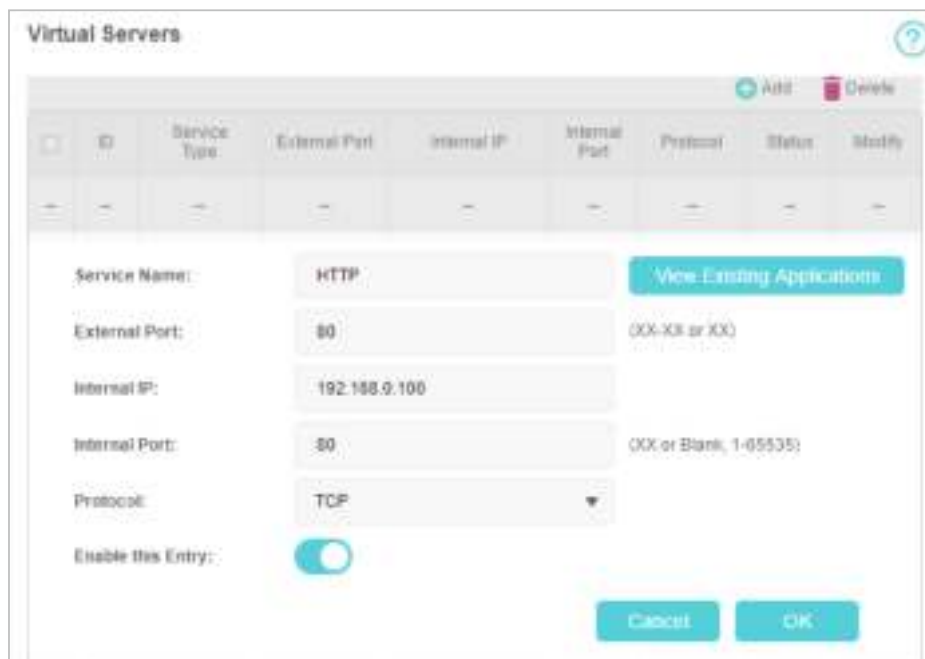 Virtual Servers
?
Add Delete
ID Service Type External Port Internal IP Internal Port Protocol Status Modify
-- -- -- -- -- -- -- -- --
Service Name: HTTP View Existing Applications
External Port: 80 (XX-XX or XX)
Internal IP: 192.168.0.100
Internal Port: 80 (XX or Blank, 1-65535)
Protocol: TCP
Enable this Entry:
Cancel OK